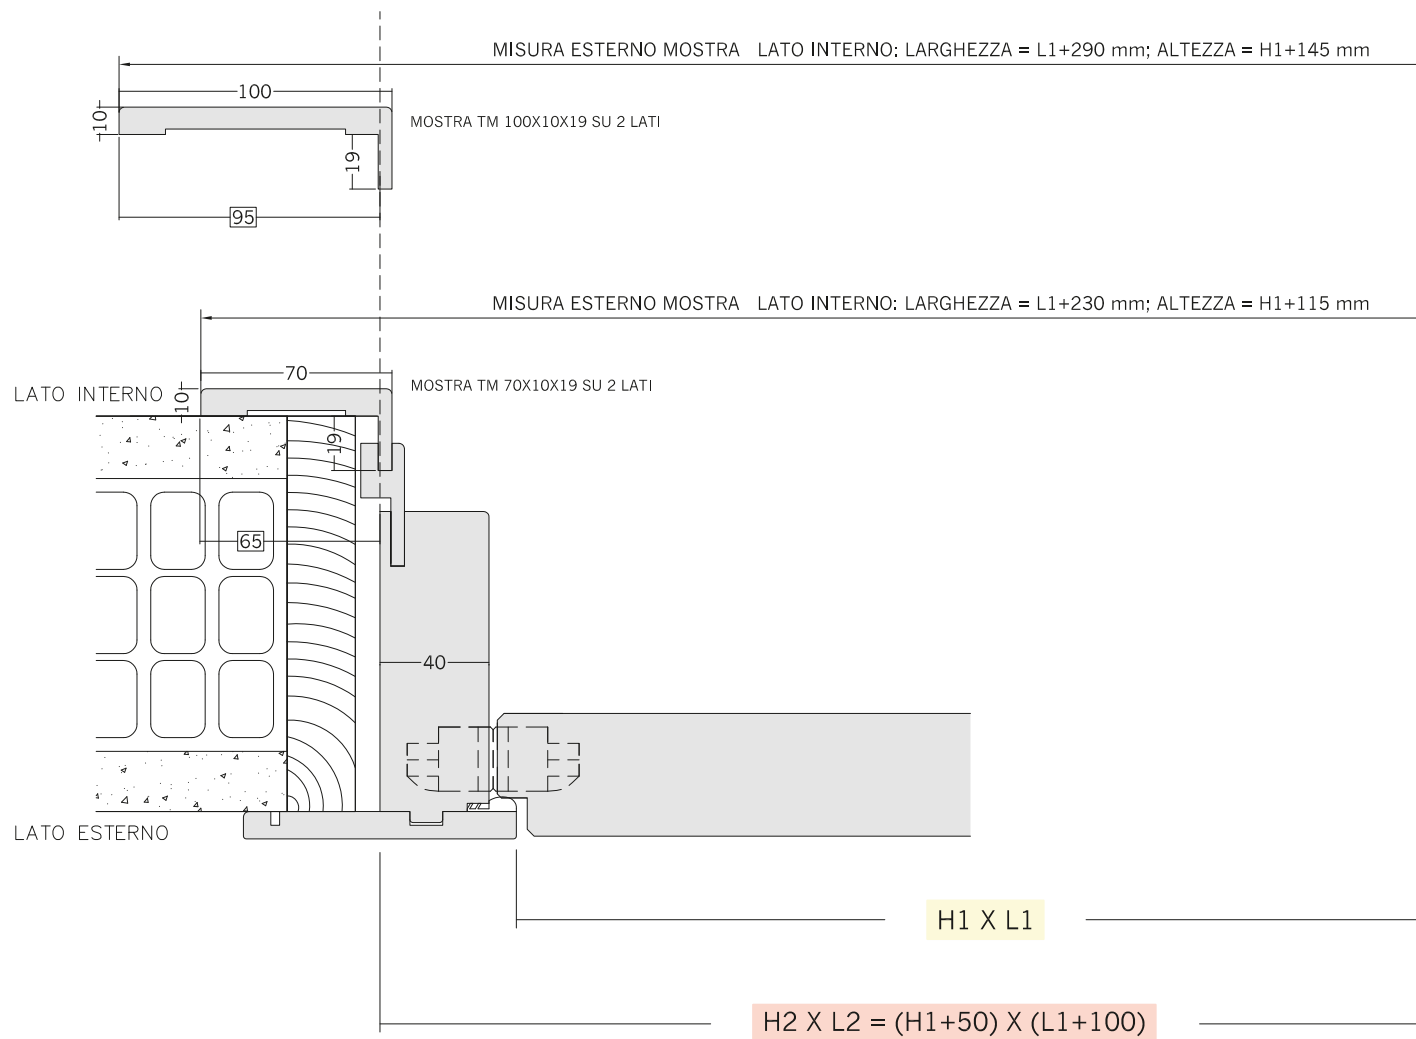 MISURA ESTERNO MOSTRA LATO INTERNO: LARGHEZZA = L1+290 mm; ALTEZZA = H1+145 mm
100
10
MOSTRA TM 100X10X19 SU 2 LATI
19
95
MISURA ESTERNO MOSTRA LATO INTERNO: LARGHEZZA = L1+230 mm; ALTEZZA = H1+115 mm
70
MOSTRA TM 70X10X19 SU 2 LATI
LATO INTERNO
10
19
65
40
LATO ESTERNO
H1 X L1
H2 X L2 = (H1+50) X (L1+100)